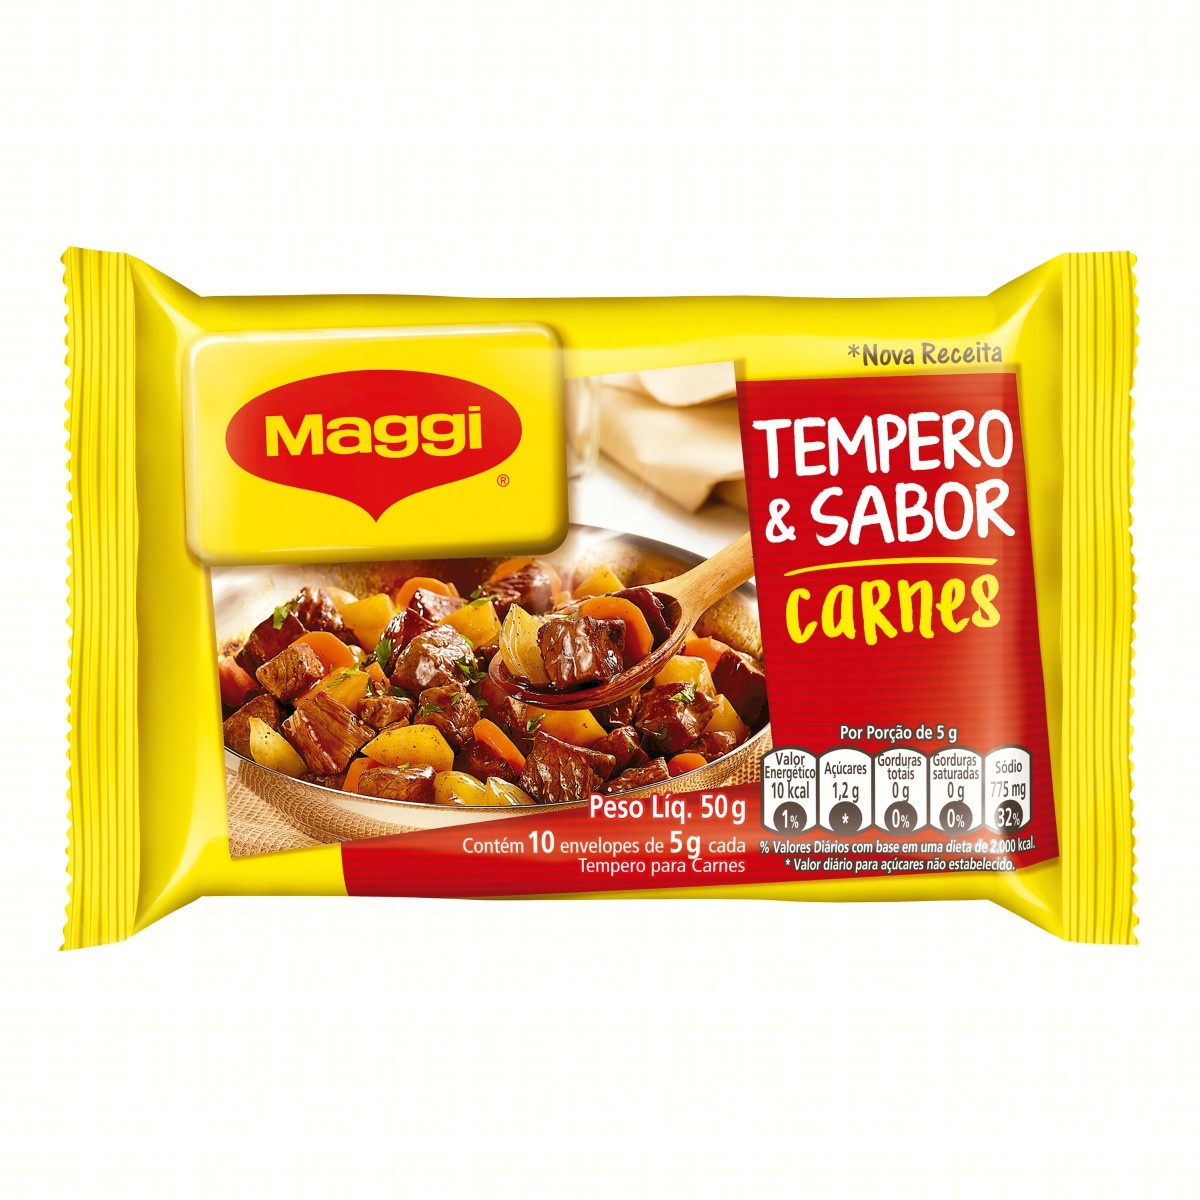 Maggi
®
*Nova Receita
TEMPERO
& SABOR
CARNES
Por Porção de 5 g
Valor
Energético
10 kcal
1%
Açúcares
1,2 g
*
Gorduras
totais
0 g
0%
Gorduras
saturadas
0 g
0%
Sódio
775 mg
32%
% Valores Diários com base em uma dieta de 2.000 kcal.
* Valor diário para açúcares não estabelecido.
Peso Líq. 50g
Contém 10 envelopes de 5g cada
Tempero para Carnes